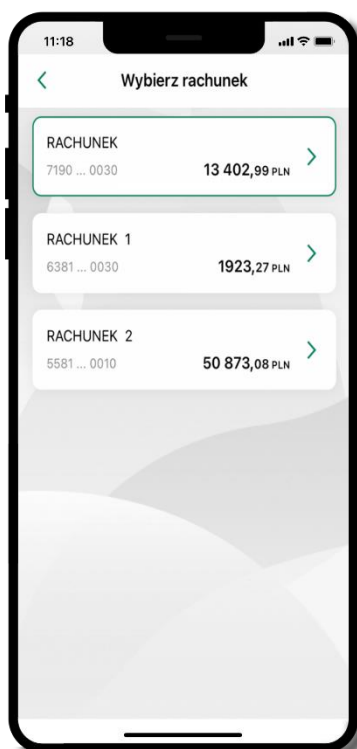 11:18
Wybierz rachunek
RACHUNEK
7190 ... 0030 13 402,99 PLN
RACHUNEK 1
6381 ... 0030 1923,27 PLN
RACHUNEK 2
5581 ... 0010 50 873,08 PLN